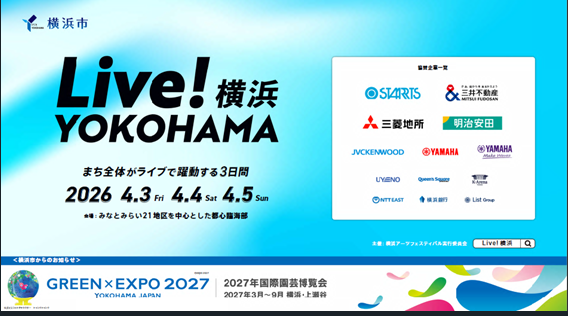 横浜市
Live! 横浜
YOKOHAMA
まち全体がライブで躍動する3日間
2026 4.3 Fri 4.4 Sat 4.5 Sun
会場：みなとみらい21地区を中心とした都心臨海部
協賛企業一覧
STARTS
三井不動産
MITSUI FUDOSAN
三菱地所
明治安田
JVCKENWOOD
YAMAHA
YAMAHA
Make Waves
UYENO
Queen's Square
K-Arena
NTT EAST
横浜銀行
List Group
主催：横浜アーツフェスティバル実行委員会
Live! 横浜
＜横浜市からのお知らせ＞
GREEN×EXPO 2027
YOKOHAMA JAPAN
2027年国際園芸博覧会
2027年3月～9月 横浜・上瀬谷